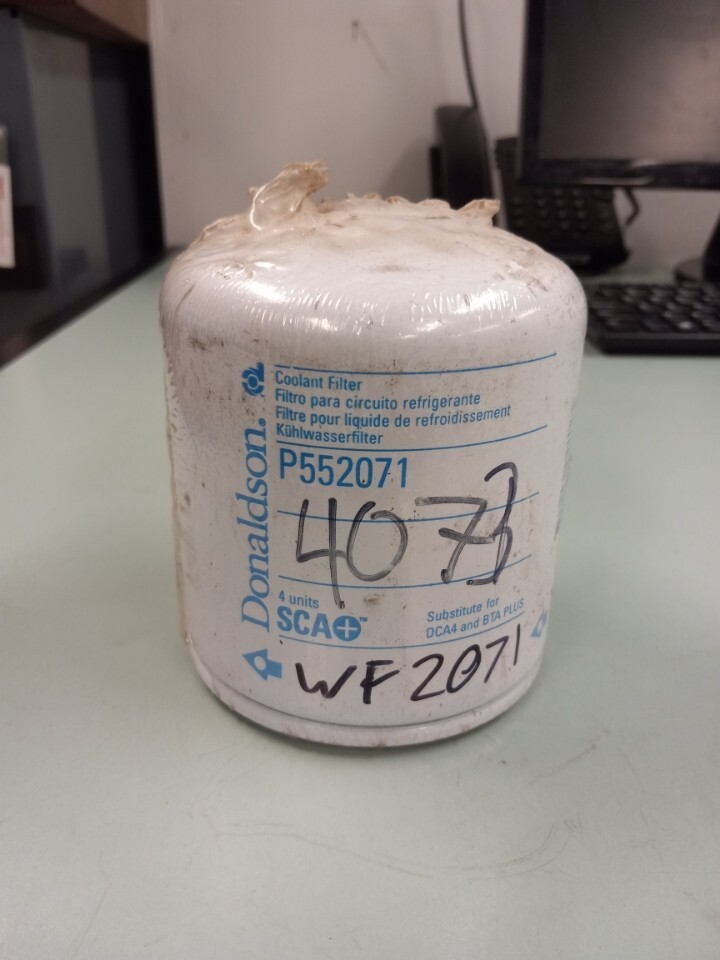 Donaldson.
Coolant Filter
Filtro para circuito refrigerante
Filtre pour liquide de refroidissement
Kühlwasserfilter
P552071
4073
4 units
SCA+™
Substitute for
DCA4 and BTA PLUS
WF2071